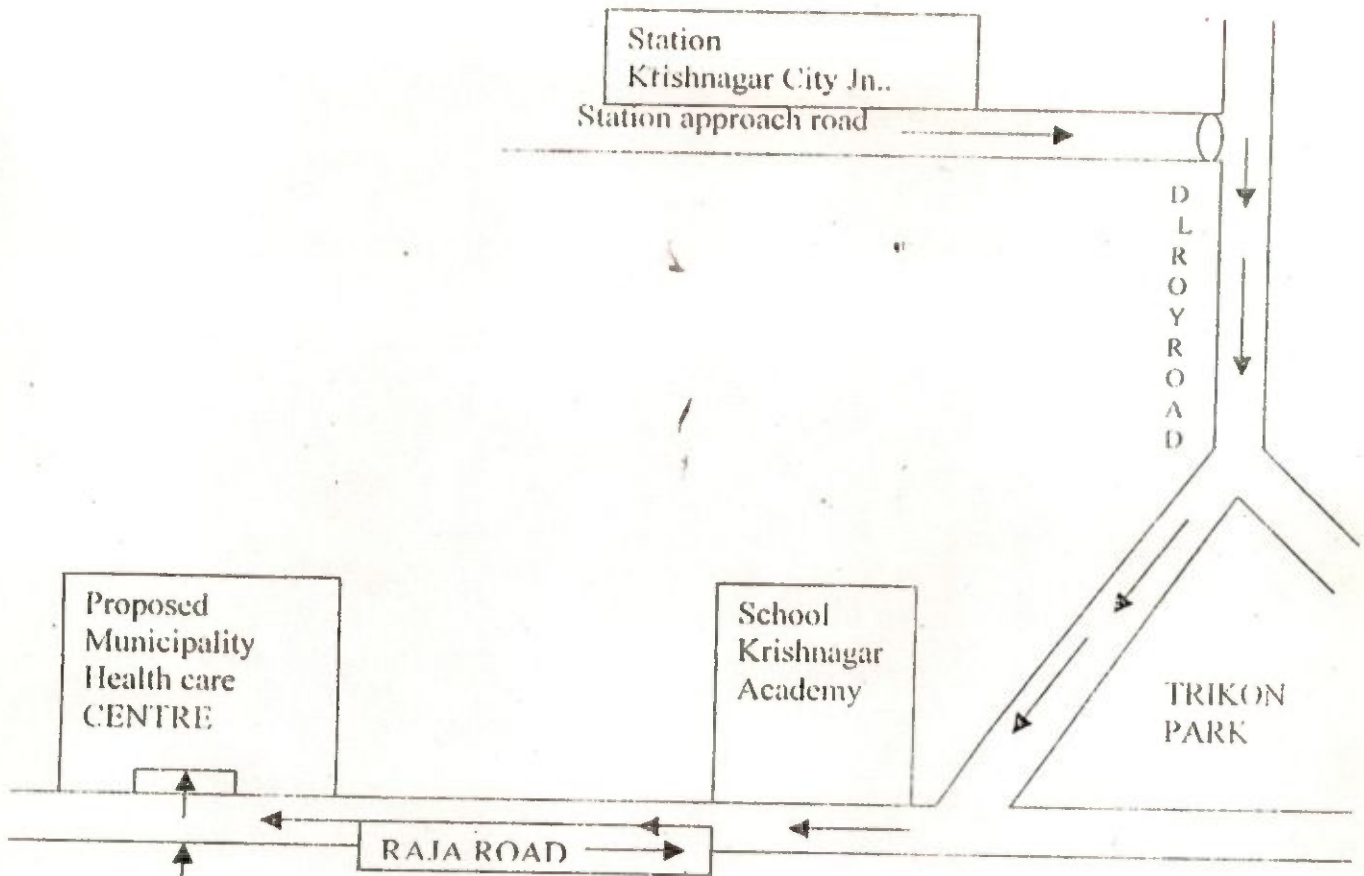 Station
Krishnagar City Jn..
Station approach road
D
L
R
O
Y
R
O
A
D
Proposed
Municipality
Health care
CENTRE
School
Krishnagar
Academy
TRIKON
PARK
RAJA ROAD